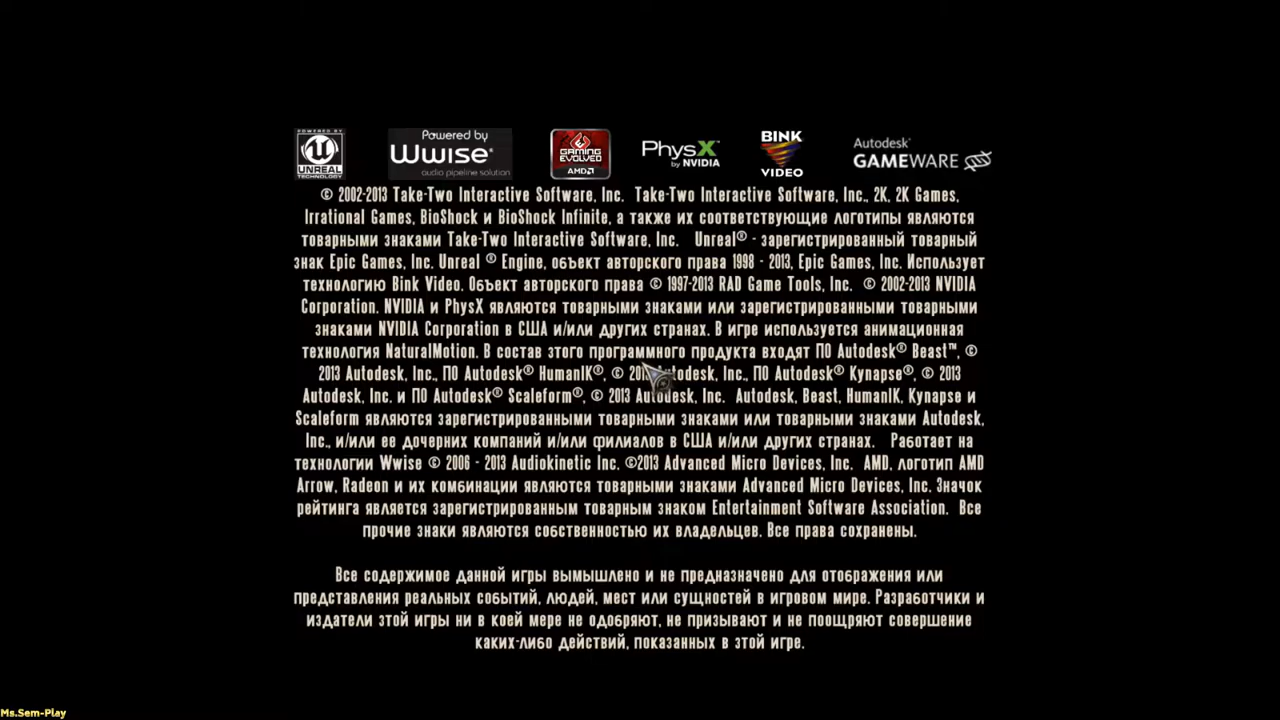 POWERED BY
UNREAL
TECHNOLOGY
Powered by
Wwise®
audio pipeline solution
GAMING
EVOLVED
AMD
PhysX
by NVIDIA
BINK
VIDEO
Autodesk®
GAMEWARE
© 2002-2013 Take-Two Interactive Software, Inc. Take-Two Interactive Software, Inc., 2K, 2K Games,
Irrational Games, BioShock и BioShock Infinite, а также их соответствующие логотипы являются
товарными знаками Take-Two Interactive Software, Inc. Unreal® - зарегистрированный товарный
знак Epic Games, Inc. Unreal ® Engine, объект авторского права 1998 - 2013, Epic Games, Inc. Использует
технологию Bink Video. Объект авторского права © 1997-2013 RAD Game Tools, Inc. © 2002-2013 NVIDIA
Corporation. NVIDIA и PhysX являются товарными знаками или зарегистрированными товарными
знаками NVIDIA Corporation в США и/или других странах. В игре используется анимационная
технология NaturalMotion. В состав этого программного продукта входят ПО Autodesk® Beast™, ©
2013 Autodesk, Inc., ПО Autodesk® HumanIK®, © Autodesk, Inc., ПО Autodesk® Kynapse®, © 2013
Autodesk, Inc. и ПО Autodesk® Scaleform®, © 2013 Autodesk, Inc. Autodesk, Beast, HumanIK, Kynapse и
Scaleform являются зарегистрированными товарными знаками или товарными знаками Autodesk,
Inc., и/или ее дочерних компаний и/или филиалов в США и/или других странах. Работает на
технологии Wwise © 2006 - 2013 Audiokinetic Inc. ©2013 Advanced Micro Devices, Inc. AMD, логотип AMD
Arrow, Radeon и их комбинации являются товарными знаками Advanced Micro Devices, Inc. Значок
рейтинга является зарегистрированным товарным знаком Entertainment Software Association. Все
прочие знаки являются собственностью их владельцев. Все права сохранены.
Все содержимое данной игры вымышлено и не предназначено для отображения или
представления реальных событий, людей, мест или сущностей в игровом мире. Разработчики и
издатели этой игры ни в коей мере не одобряют, не призывают и не поощряют совершение
каких-либо действий, показанных в этой игре.
Ms.Sem-Play